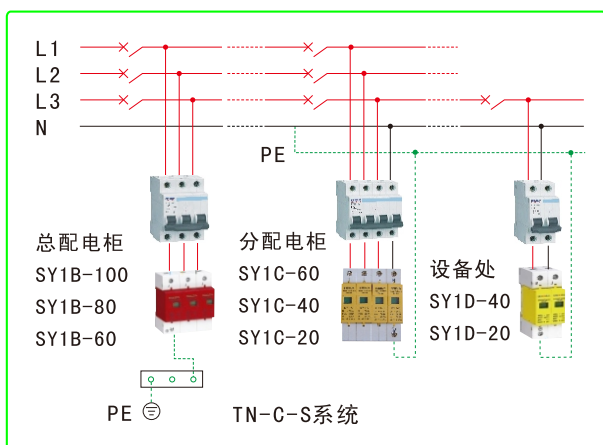 L1
L2
L3
N
PE
总配电柜
SY1B-100
SY1B-80
SY1B-60
分配电柜
SY1C-60
SY1C-40
SY1C-20
设备处
SY1D-40
SY1D-20
PE
TN-C-S系统